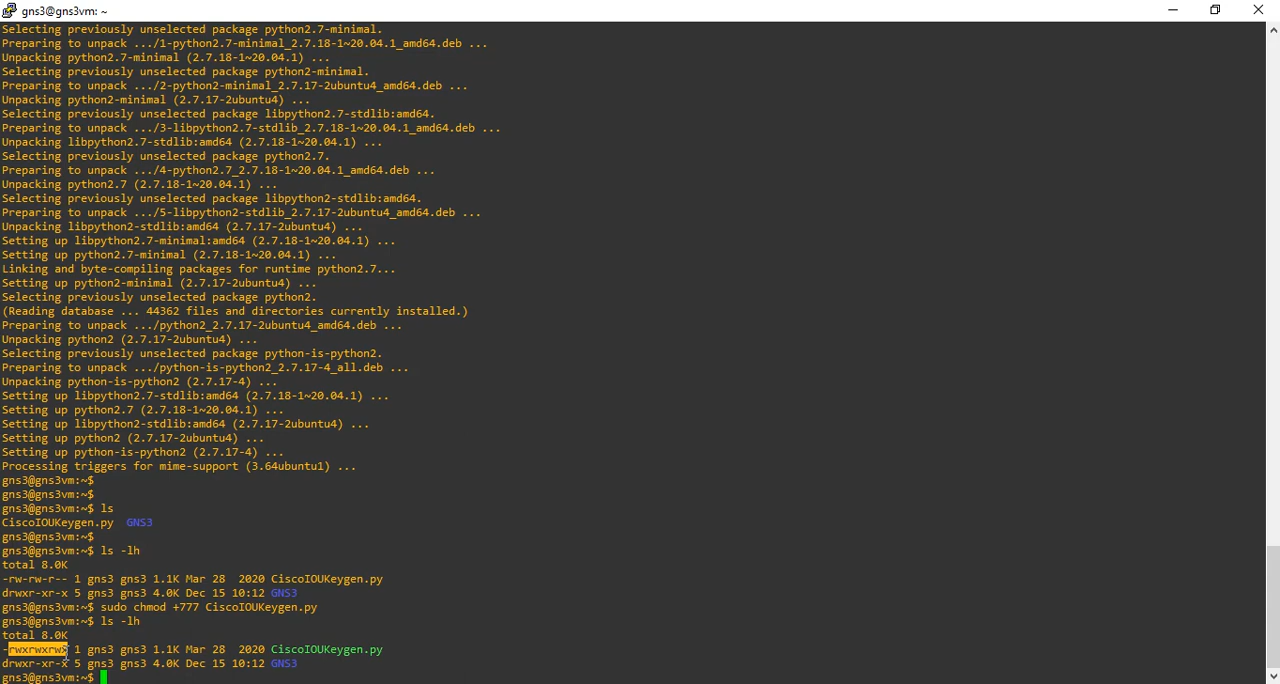 gns3@gns3vm: ~
Selecting previously unselected package python2.7-minimal.
Preparing to unpack .../1-python2.7-minimal_2.7.18-1~20.04.1_amd64.deb ...
Unpacking python2.7-minimal (2.7.18-1~20.04.1) ...
Selecting previously unselected package python2-minimal.
Preparing to unpack .../2-python2-minimal_2.7.17-2ubuntu4_amd64.deb ...
Unpacking python2-minimal (2.7.17-2ubuntu4) ...
Selecting previously unselected package libpython2.7-stdlib:amd64.
Preparing to unpack .../3-libpython2.7-stdlib_2.7.18-1~20.04.1_amd64.deb ...
Unpacking libpython2.7-stdlib:amd64 (2.7.18-1~20.04.1) ...
Selecting previously unselected package python2.7.
Preparing to unpack .../4-python2.7_2.7.18-1~20.04.1_amd64.deb ...
Unpacking python2.7 (2.7.18-1~20.04.1) ...
Selecting previously unselected package libpython2-stdlib:amd64.
Preparing to unpack .../5-libpython2-stdlib_2.7.17-2ubuntu4_amd64.deb ...
Unpacking libpython2-stdlib:amd64 (2.7.17-2ubuntu4) ...
Setting up libpython2.7-minimal:amd64 (2.7.18-1~20.04.1) ...
Setting up python2.7-minimal (2.7.18-1~20.04.1) ...
Linking and byte-compiling packages for runtime python2.7...
Setting up python2-minimal (2.7.17-2ubuntu4) ...
Selecting previously unselected package python2.
(Reading database ... 44362 files and directories currently installed.)
Preparing to unpack .../python2_2.7.17-2ubuntu4_amd64.deb ...
Unpacking python2 (2.7.17-2ubuntu4) ...
Selecting previously unselected package python-is-python2.
Preparing to unpack .../python-is-python2_2.7.17-4_all.deb ...
Unpacking python-is-python2 (2.7.17-4) ...
Setting up libpython2.7-stdlib:amd64 (2.7.18-1~20.04.1) ...
Setting up python2.7 (2.7.18-1~20.04.1) ...
Setting up libpython2-stdlib:amd64 (2.7.17-2ubuntu4) ...
Setting up python2 (2.7.17-2ubuntu4) ...
Setting up python-is-python2 (2.7.17-4) ...
Processing triggers for mime-support (3.64ubuntu1) ...
gns3@gns3vm:~$
gns3@gns3vm:~$
gns3@gns3vm:~$ ls
CiscoIOUKeygen.py GNS3
gns3@gns3vm:~$
gns3@gns3vm:~$ ls -lh
total 8.0K
-rw-rw-r-- 1 gns3 gns3 1.1K Mar 28 2020 CiscoIOUKeygen.py
drwxr-xr-x 5 gns3 gns3 4.0K Dec 15 10:12 GNS3
gns3@gns3vm:~$ sudo chmod +777 CiscoIOUKeygen.py
gns3@gns3vm:~$ ls -lh
total 8.0K
-rwxrwxrwx 1 gns3 gns3 1.1K Mar 28 2020 CiscoIOUKeygen.py
drwxr-xr-x 5 gns3 gns3 4.0K Dec 15 10:12 GNS3
gns3@gns3vm:~$